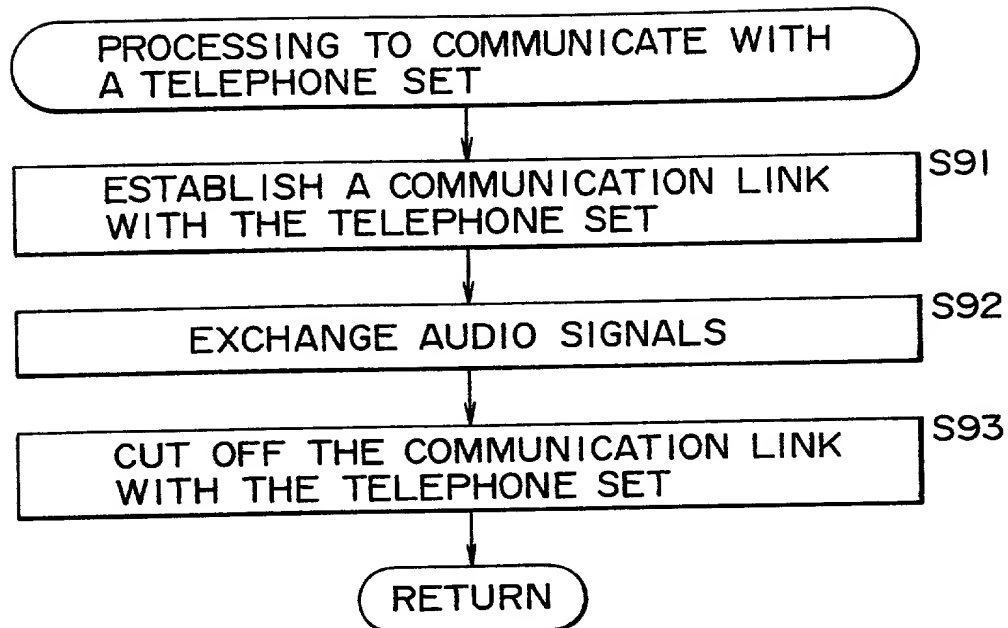 PROCESSING TO COMMUNICATE WITH
A TELEPHONE SET
S91
ESTABLISH A COMMUNICATION LINK
WITH THE TELEPHONE SET
S92
EXCHANGE AUDIO SIGNALS
S93
CUT OFF THE COMMUNICATION LINK
WITH THE TELEPHONE SET
RETURN